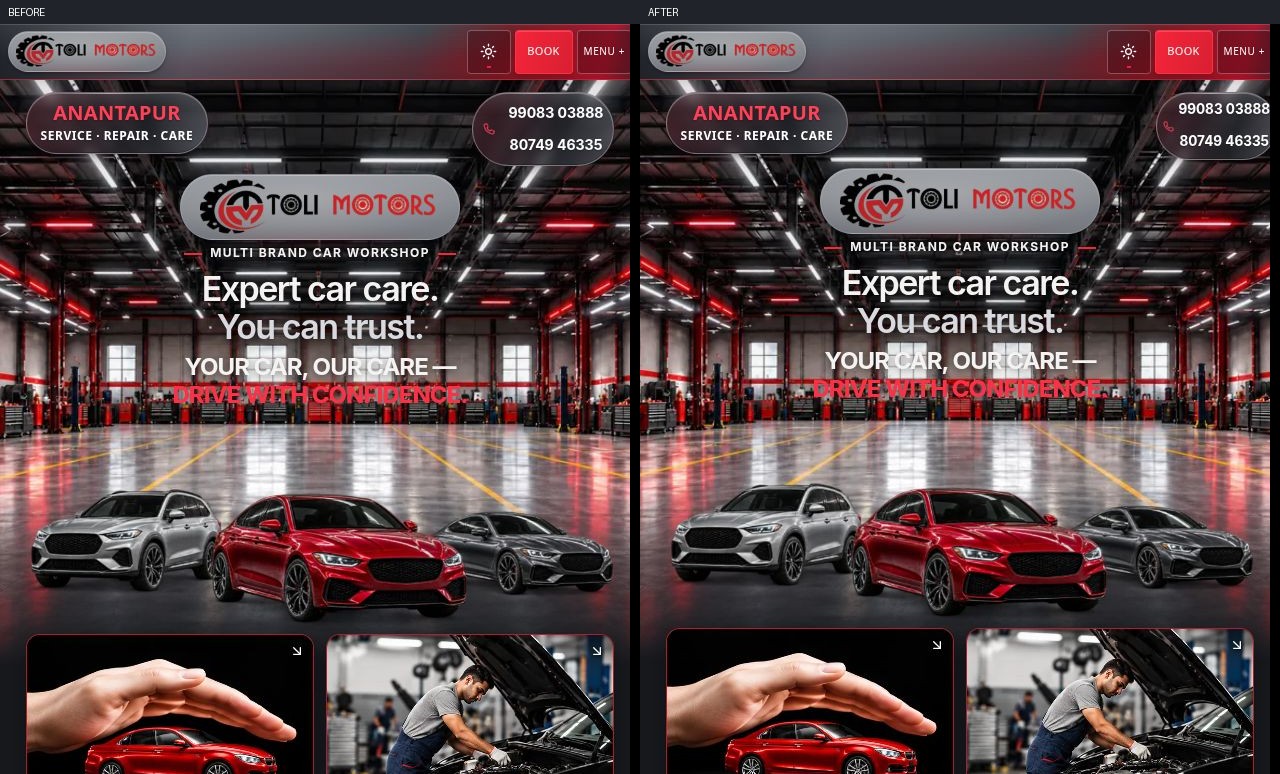 BEFORE
TOLI MOTORS
BOOK
MENU +
ANANTAPUR
SERVICE · REPAIR · CARE
99083 03888
80749 46335
TOLI MOTORS
MULTI BRAND CAR WORKSHOP
Expert car care.
You can trust.
YOUR CAR, OUR CARE —
DRIVE WITH CONFIDENCE.
AFTER
TOLI MOTORS
BOOK
MENU +
ANANTAPUR
SERVICE · REPAIR · CARE
99083 03888
80749 46335
TOLI MOTORS
MULTI BRAND CAR WORKSHOP
Expert car care.
You can trust.
YOUR CAR, OUR CARE —
DRIVE WITH CONFIDENCE.